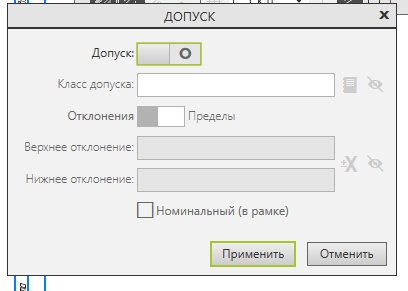 ДОПУСК
Допуск:
Класс допуска:
Отклонения Пределы
Верхнее отклонение:
Нижнее отклонение:
±X
Номинальный (в рамке)
Применить Отменить